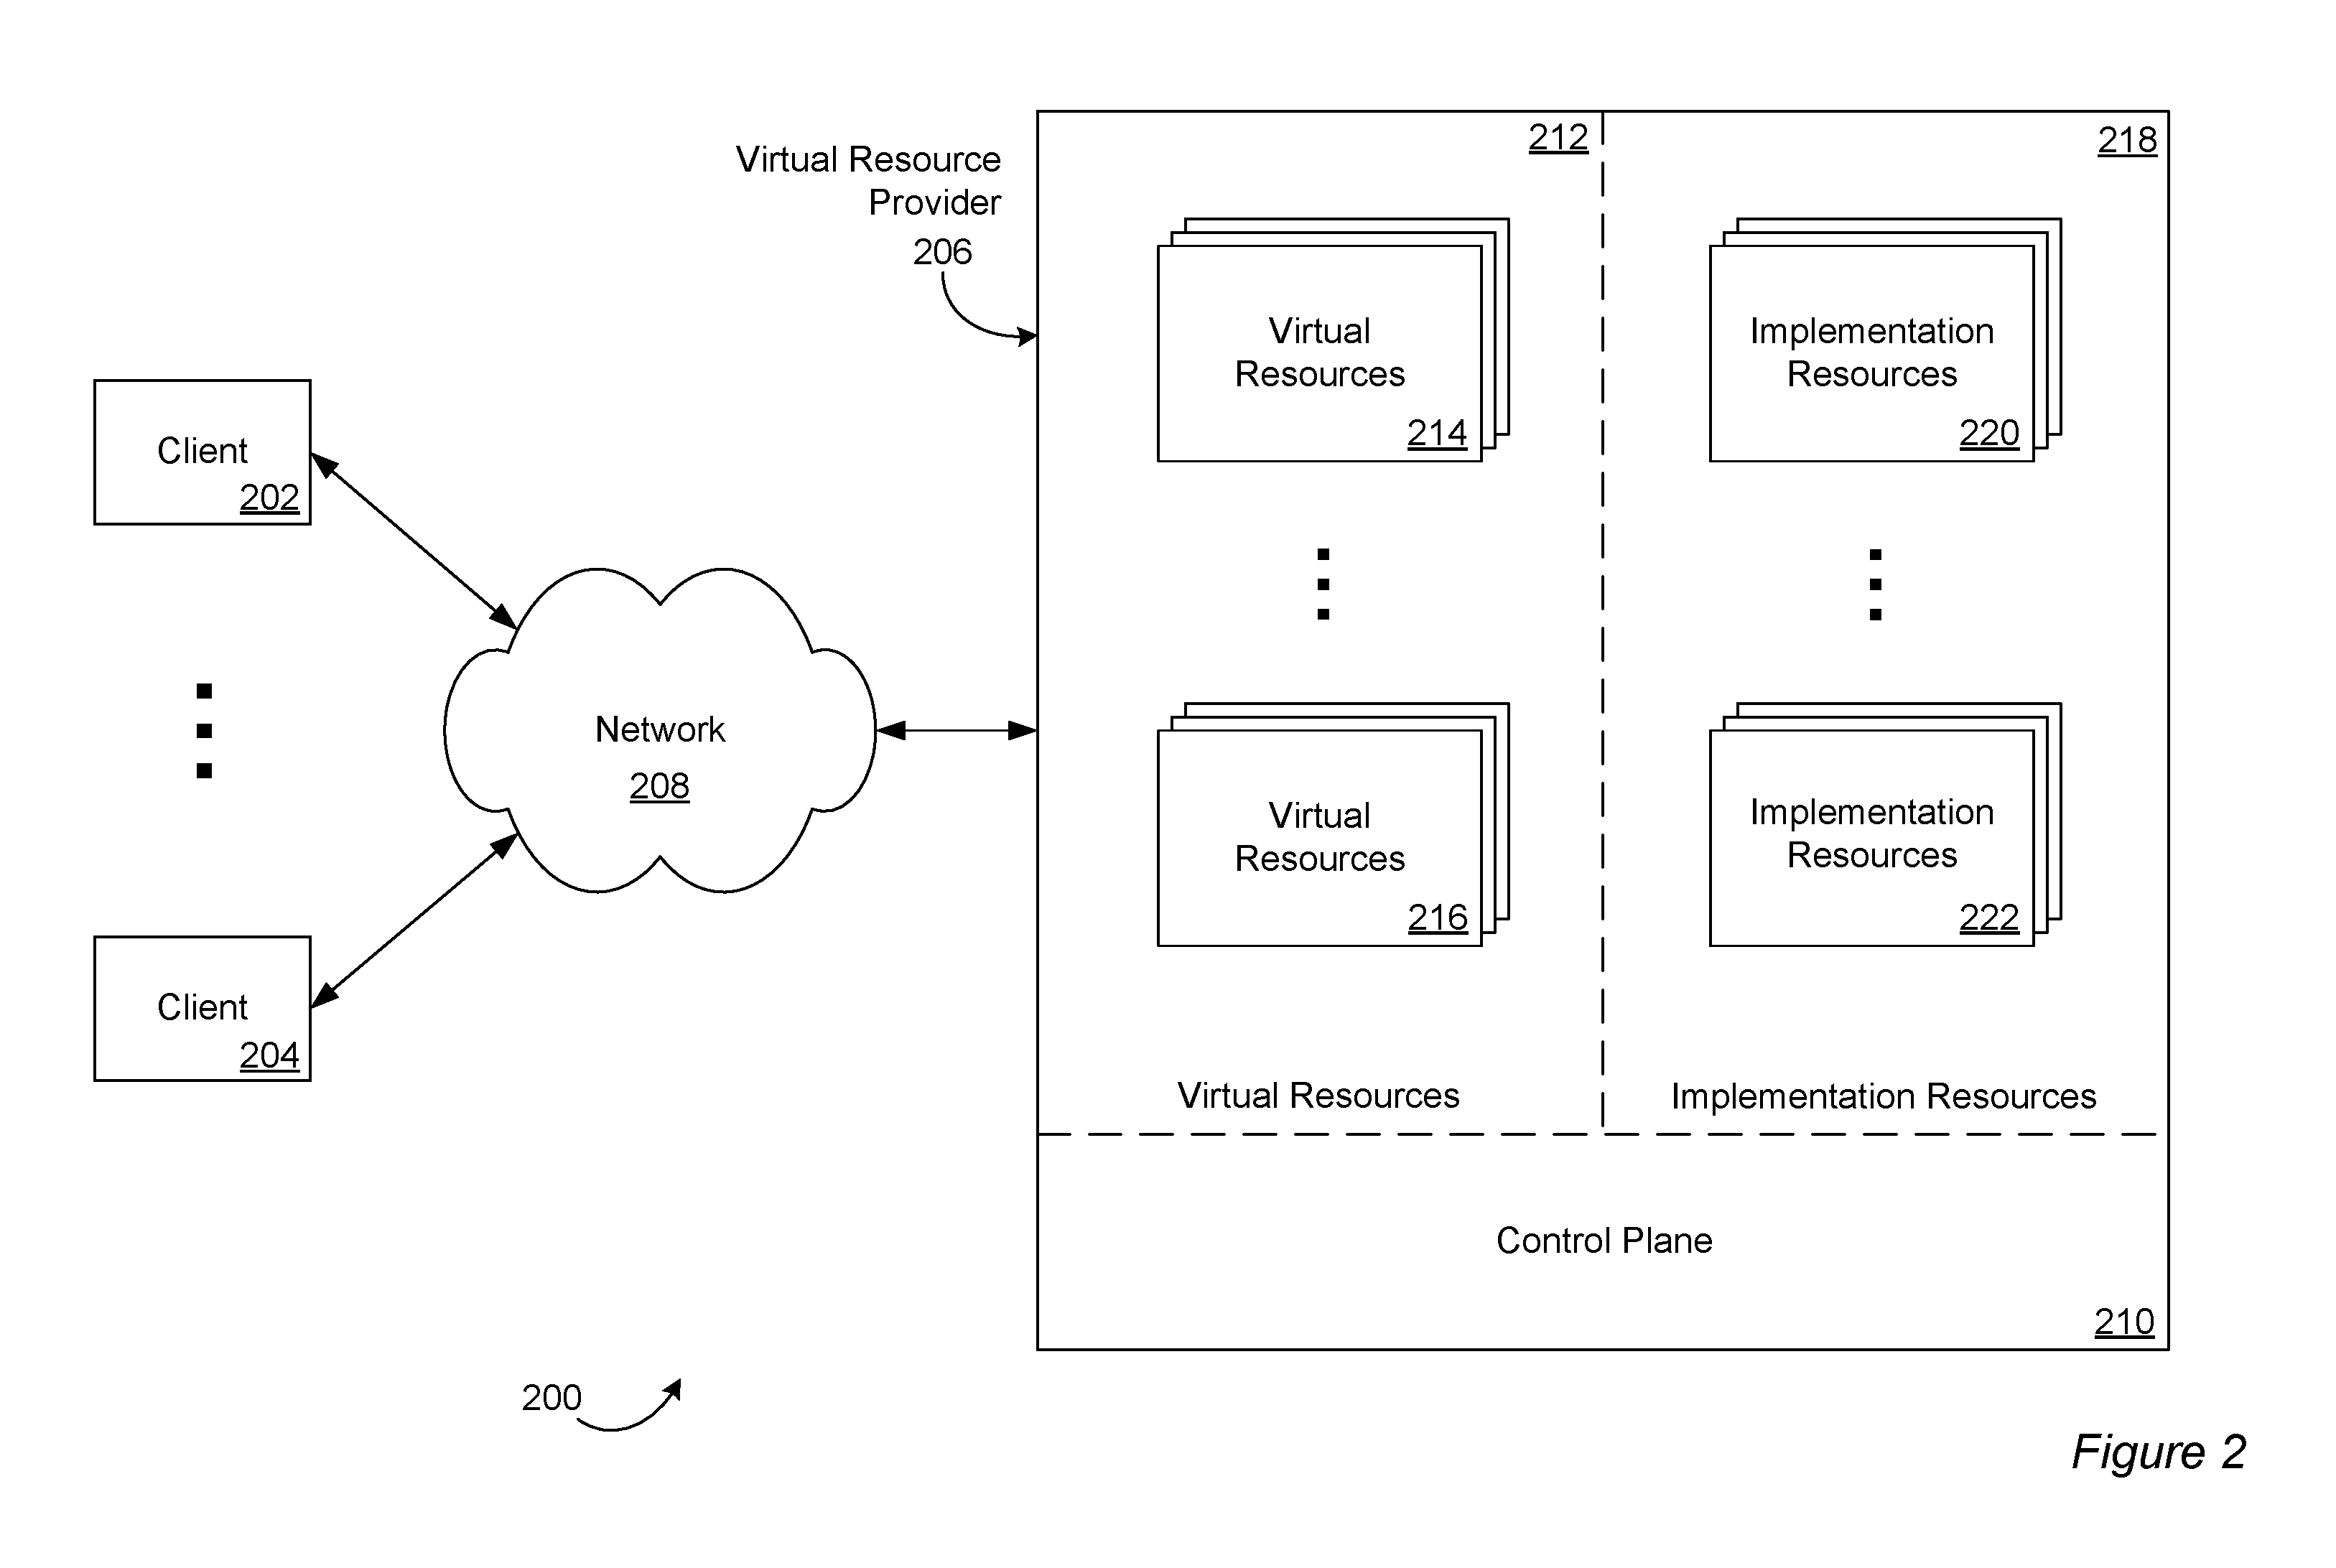 Virtual Resource
Provider
206
212
218
Virtual
Resources
214
Implementation
Resources
220
Client
202
Network
208
Virtual
Resources
216
Implementation
Resources
222
Client
204
Virtual Resources
Implementation Resources
Control Plane
210
200
Figure 2